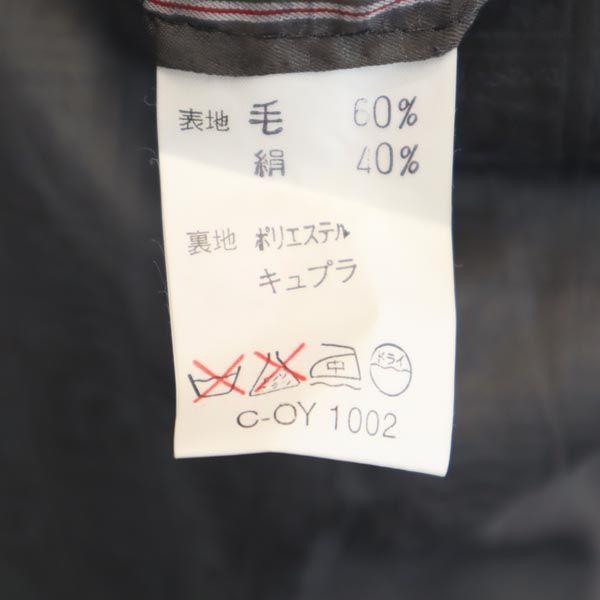 表地 毛 60%
絹 40%
裏地 ポリエステル
キュプラ
中 ドライ
C-OY 1002